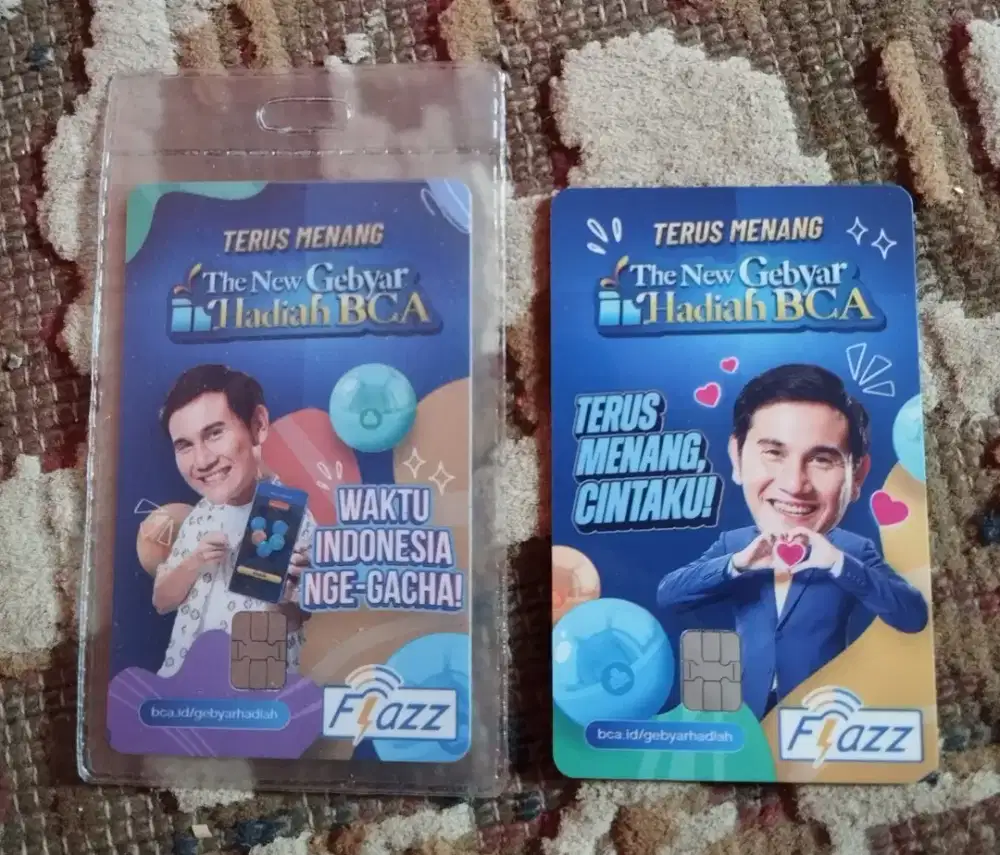 TERUS MENANG
The New Gebyar
Hadiah BCA
WAKTU
INDONESIA
NGE-GACHA!
bca.id/gebyarhadiah
Flazz
TERUS MENANG
The New Gebyar
Hadiah BCA
TERUS
MENANG,
CINTAKU!
bca.id/gebyarhadiah
Flazz